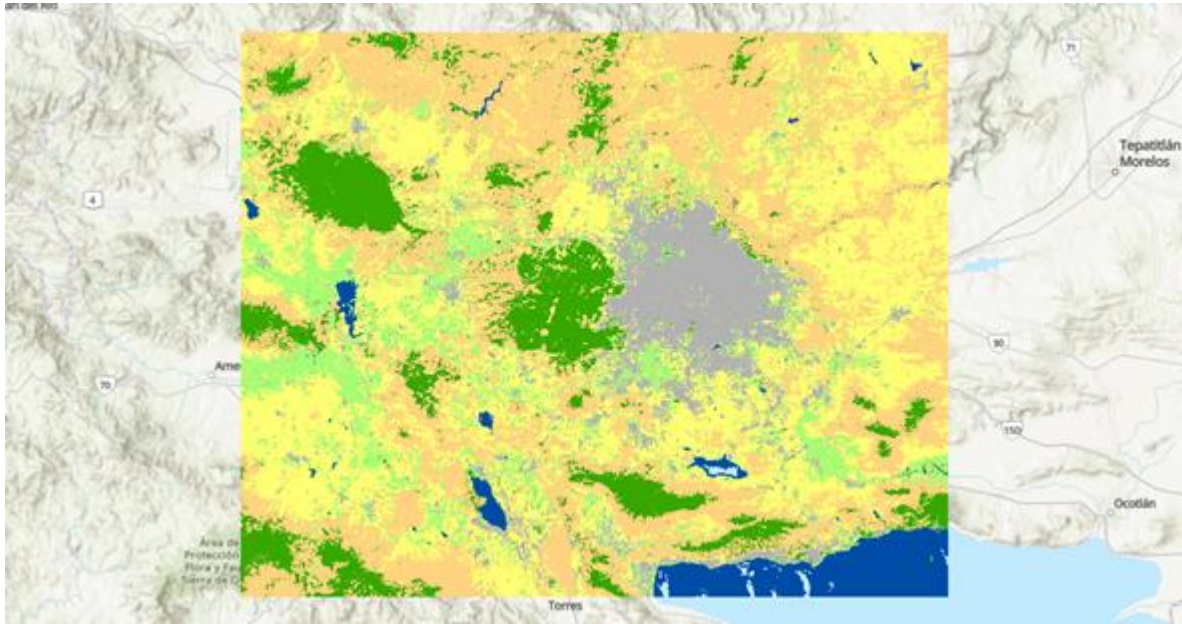 71
Tepatitlán
Morelos
4
90
Ame
70
150
Ocotlán
Área de
Protección
Flora y Fau
Sierra de Q
Torres